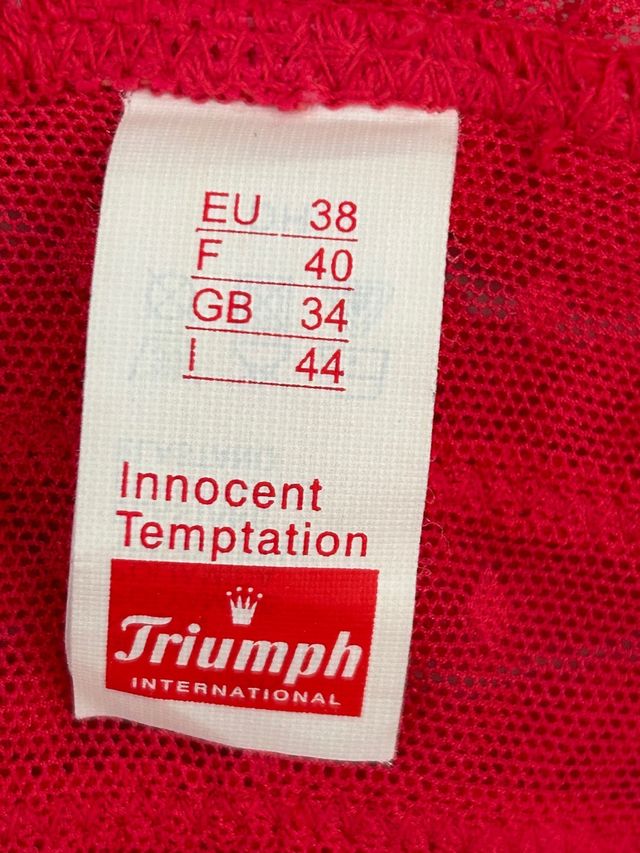 EU 38
F 40
GB 34
I 44
Innocent
Temptation
Triumph
INTERNATIONAL